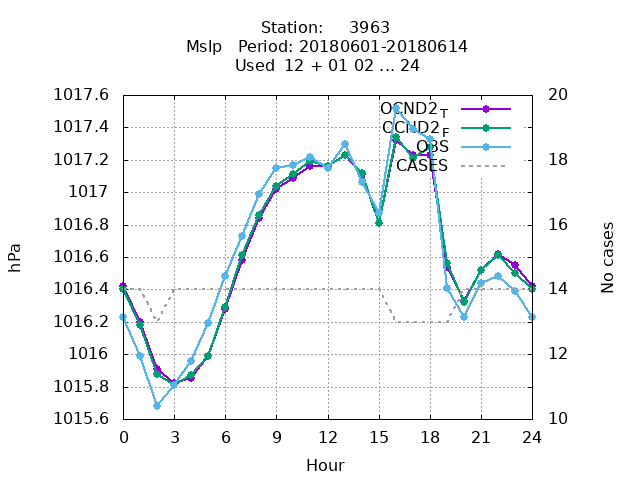 Station: 3963
Mslp Period: 20180601-20180614
Used 12 + 01 02 ... 24
1017.6
1017.4
1017.2
1017
1016.8
1016.6
1016.4
1016.2
1016
1015.8
1015.6
20
18
16
14
12
10
OCND2_T
OCND2_F
OBS
CASES
hPa
No cases
0 3 6 9 12 15 18 21 24
Hour